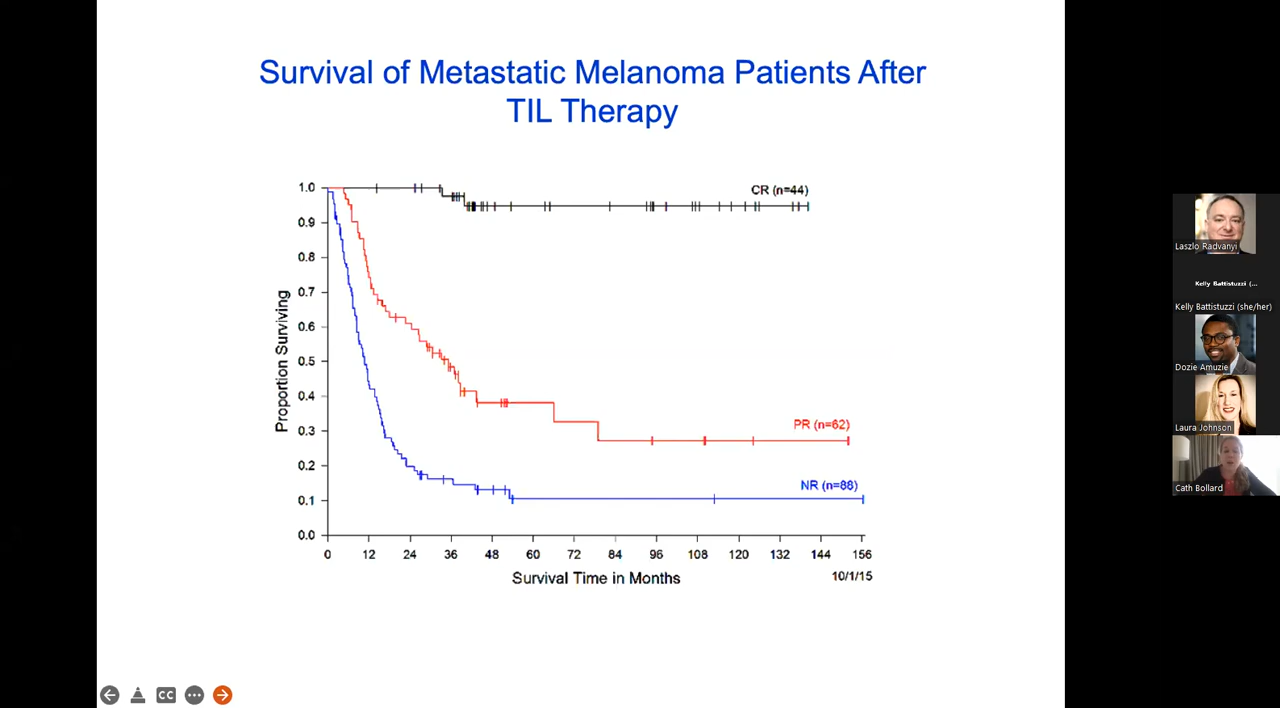 Survival of Metastatic Melanoma Patients After
TIL Therapy
Proportion Surviving
1.0
0.9
0.8
0.7
0.6
0.5
0.4
0.3
0.2
0.1
0.0
CR (n=44)
PR (n=62)
NR (n=88)
0 12 24 36 48 60 72 84 96 108 120 132 144 156
Survival Time in Months
10/1/15
CC
Laszlo Radvanyi
Kelly Battistuzzi (...
Kelly Battistuzzi (she/her)
Dozie Amuzie
Laura Johnson
Cath Bollard